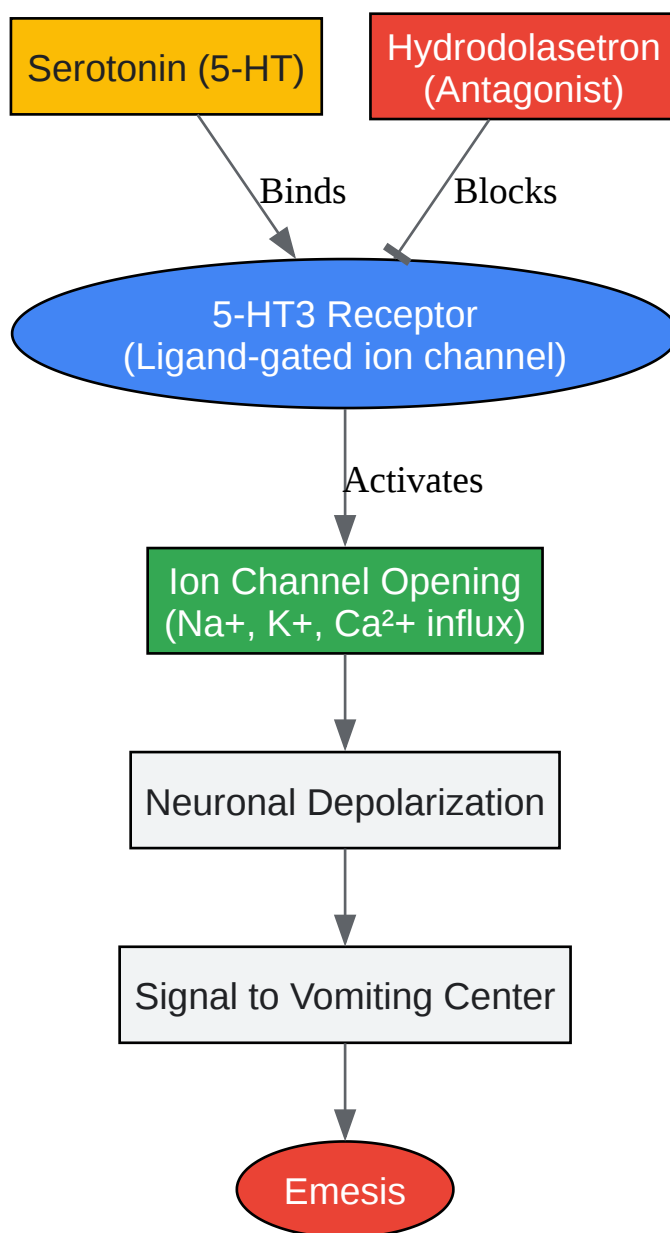 Serotonin (5-HT)
Hydrodolasetron
(Antagonist)
Binds
Blocks
5-HT3 Receptor
(Ligand-gated ion channel)
Activates
Ion Channel Opening
(Na+, K+, Ca²+ influx)
Neuronal Depolarization
Signal to Vomiting Center
Emesis